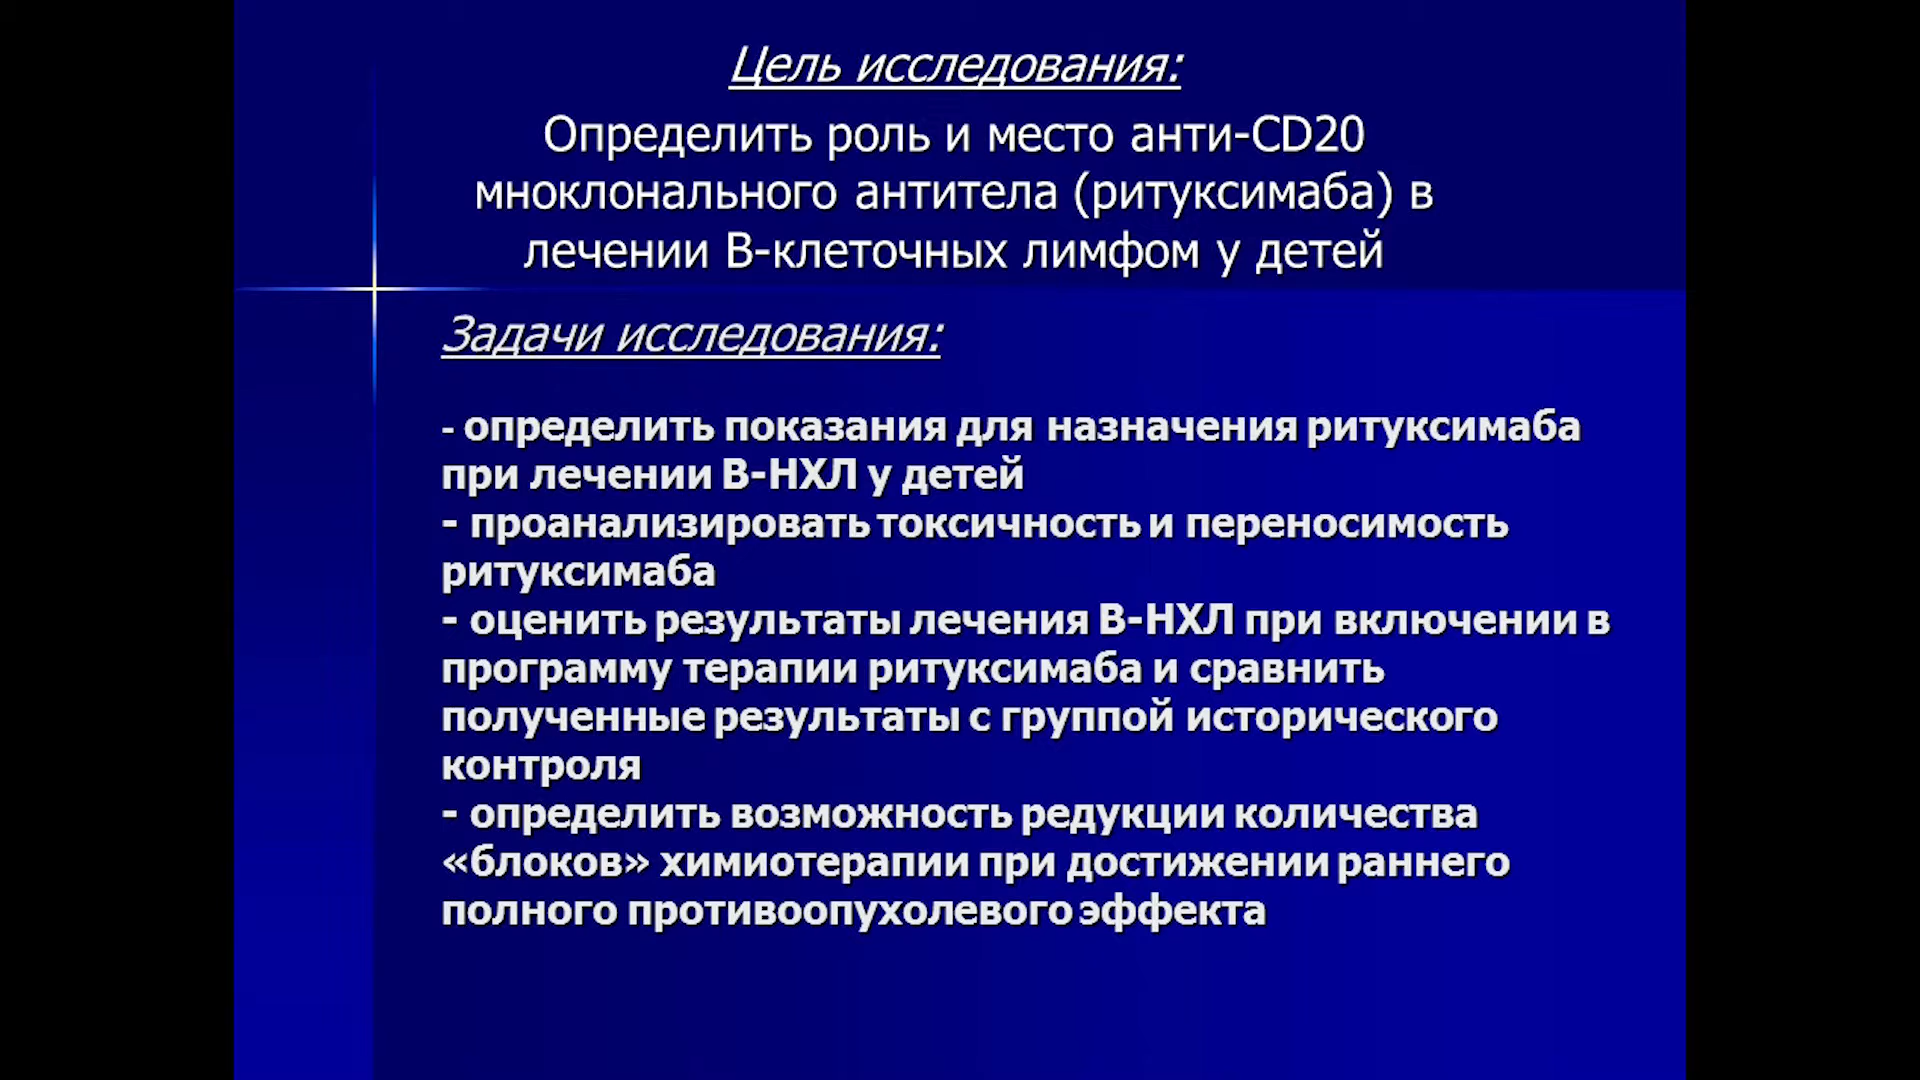 Цель исследования:
Определить роль и место анти-CD20
мноклонального антитела (ритуксимаба) в
лечении В-клеточных лимфом у детей
Задачи исследования:
- определить показания для назначения ритуксимаба
при лечении В-НХЛ у детей
- проанализировать токсичность и переносимость
ритуксимаба
- оценить результаты лечения В-НХЛ при включении в
программу терапии ритуксимаба и сравнить
полученные результаты с группой исторического
контроля
- определить возможность редукции количества
«блоков» химиотерапии при достижении раннего
полного противоопухолевого эффекта